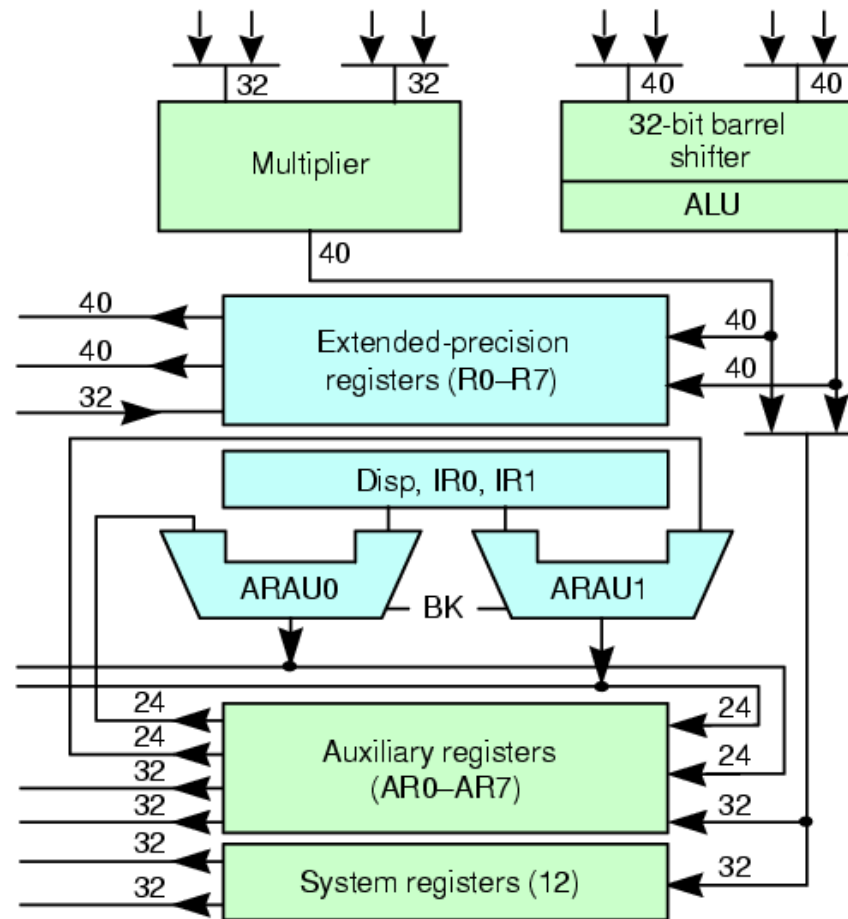 32
32
40
40
Multiplier
32-bit barrel
shifter
ALU
40
40
40
32
Extended-precision
registers (R0–R7)
40
40
Disp, IR0, IR1
ARAU0
BK
ARAU1
24
24
32
32
Auxiliary registers
(AR0–AR7)
24
24
32
32
32
System registers (12)
32